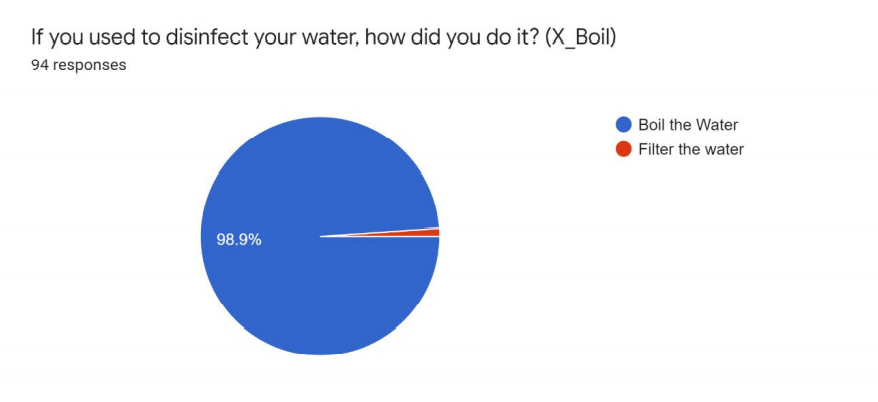 If you used to disinfect your water, how did you do it? (X_Boil)
94 responses
Boil the Water
Filter the water
98.9%